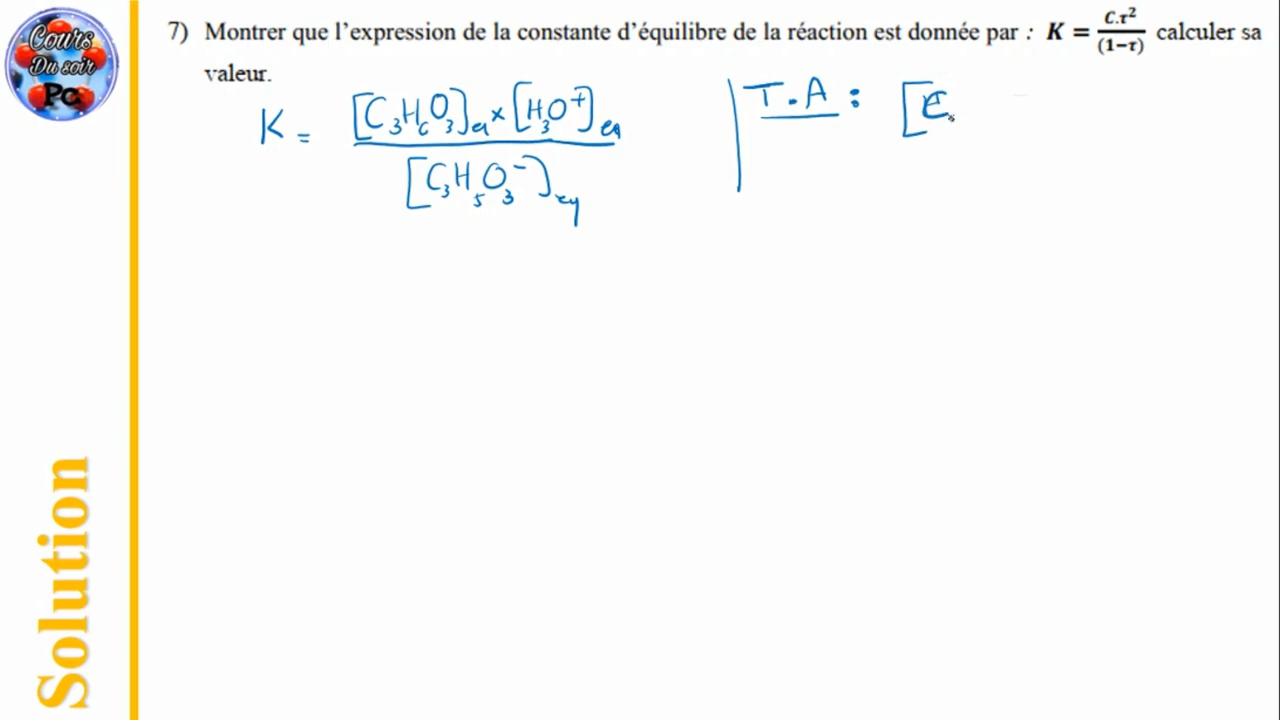 Cours
Du soir
PC
7) Montrer que l'expression de la constante d'équilibre de la réaction est donnée par : K = C.τ²/(1−τ) calculer sa
valeur.
K = [C₃H₆O₃]éq × [H₃O⁺]éq / [C₃H₅O₃⁻]éq
T.A : [C
Solution